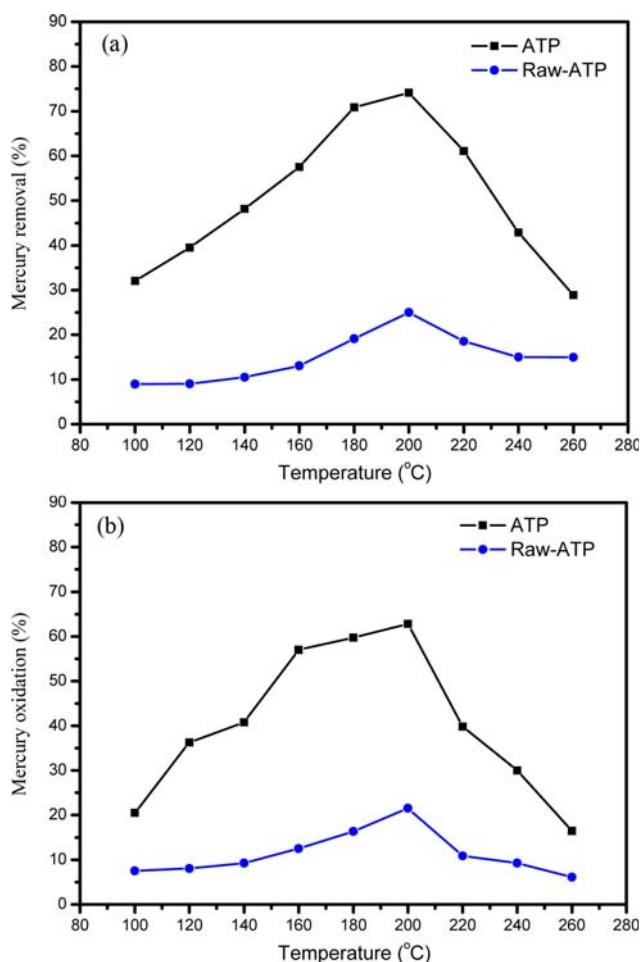 (a)
ATP
Raw-ATP
Mercury removal (%)
90
80
70
60
50
40
30
20
10
0
80 100 120 140 160 180 200 220 240 260 280
Temperature (°C)
(b)
ATP
Raw-ATP
Mercury oxidation (%)
90
80
70
60
50
40
30
20
10
0
80 100 120 140 160 180 200 220 240 260 280
Temperature (°C)